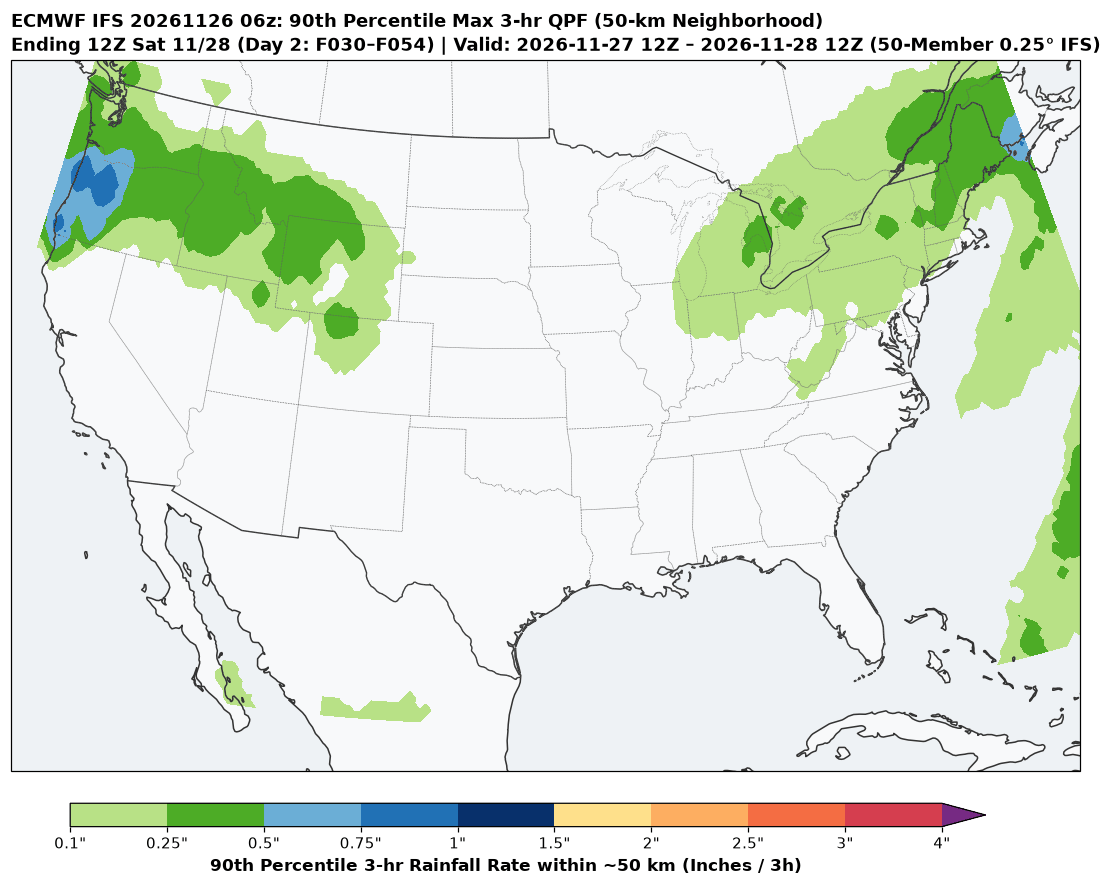 ECMWF IFS 20261126 06z: 90th Percentile Max 3-hr QPF (50-km Neighborhood)
Ending 12Z Sat 11/28 (Day 2: F030–F054) | Valid: 2026-11-27 12Z – 2026-11-28 12Z (50-Member 0.25° IFS)
0.1" 0.25" 0.5" 0.75" 1" 1.5" 2" 2.5" 3" 4"
90th Percentile 3-hr Rainfall Rate within ~50 km (Inches / 3h)